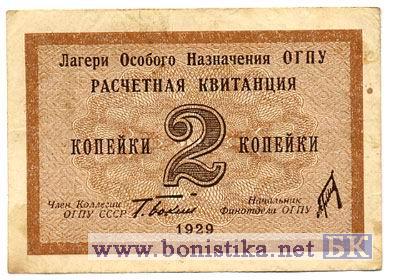 Лагери Особого Назначения ОГПУ
РАСЧЕТНАЯ КВИТАНЦИЯ
КОПЕЙКИ 2 КОПЕЙКИ
Член Коллегии ОГПУ СССР Г. Бокий
Начальник Финотдела ОГПУ
1929
www.bonistika.net БК